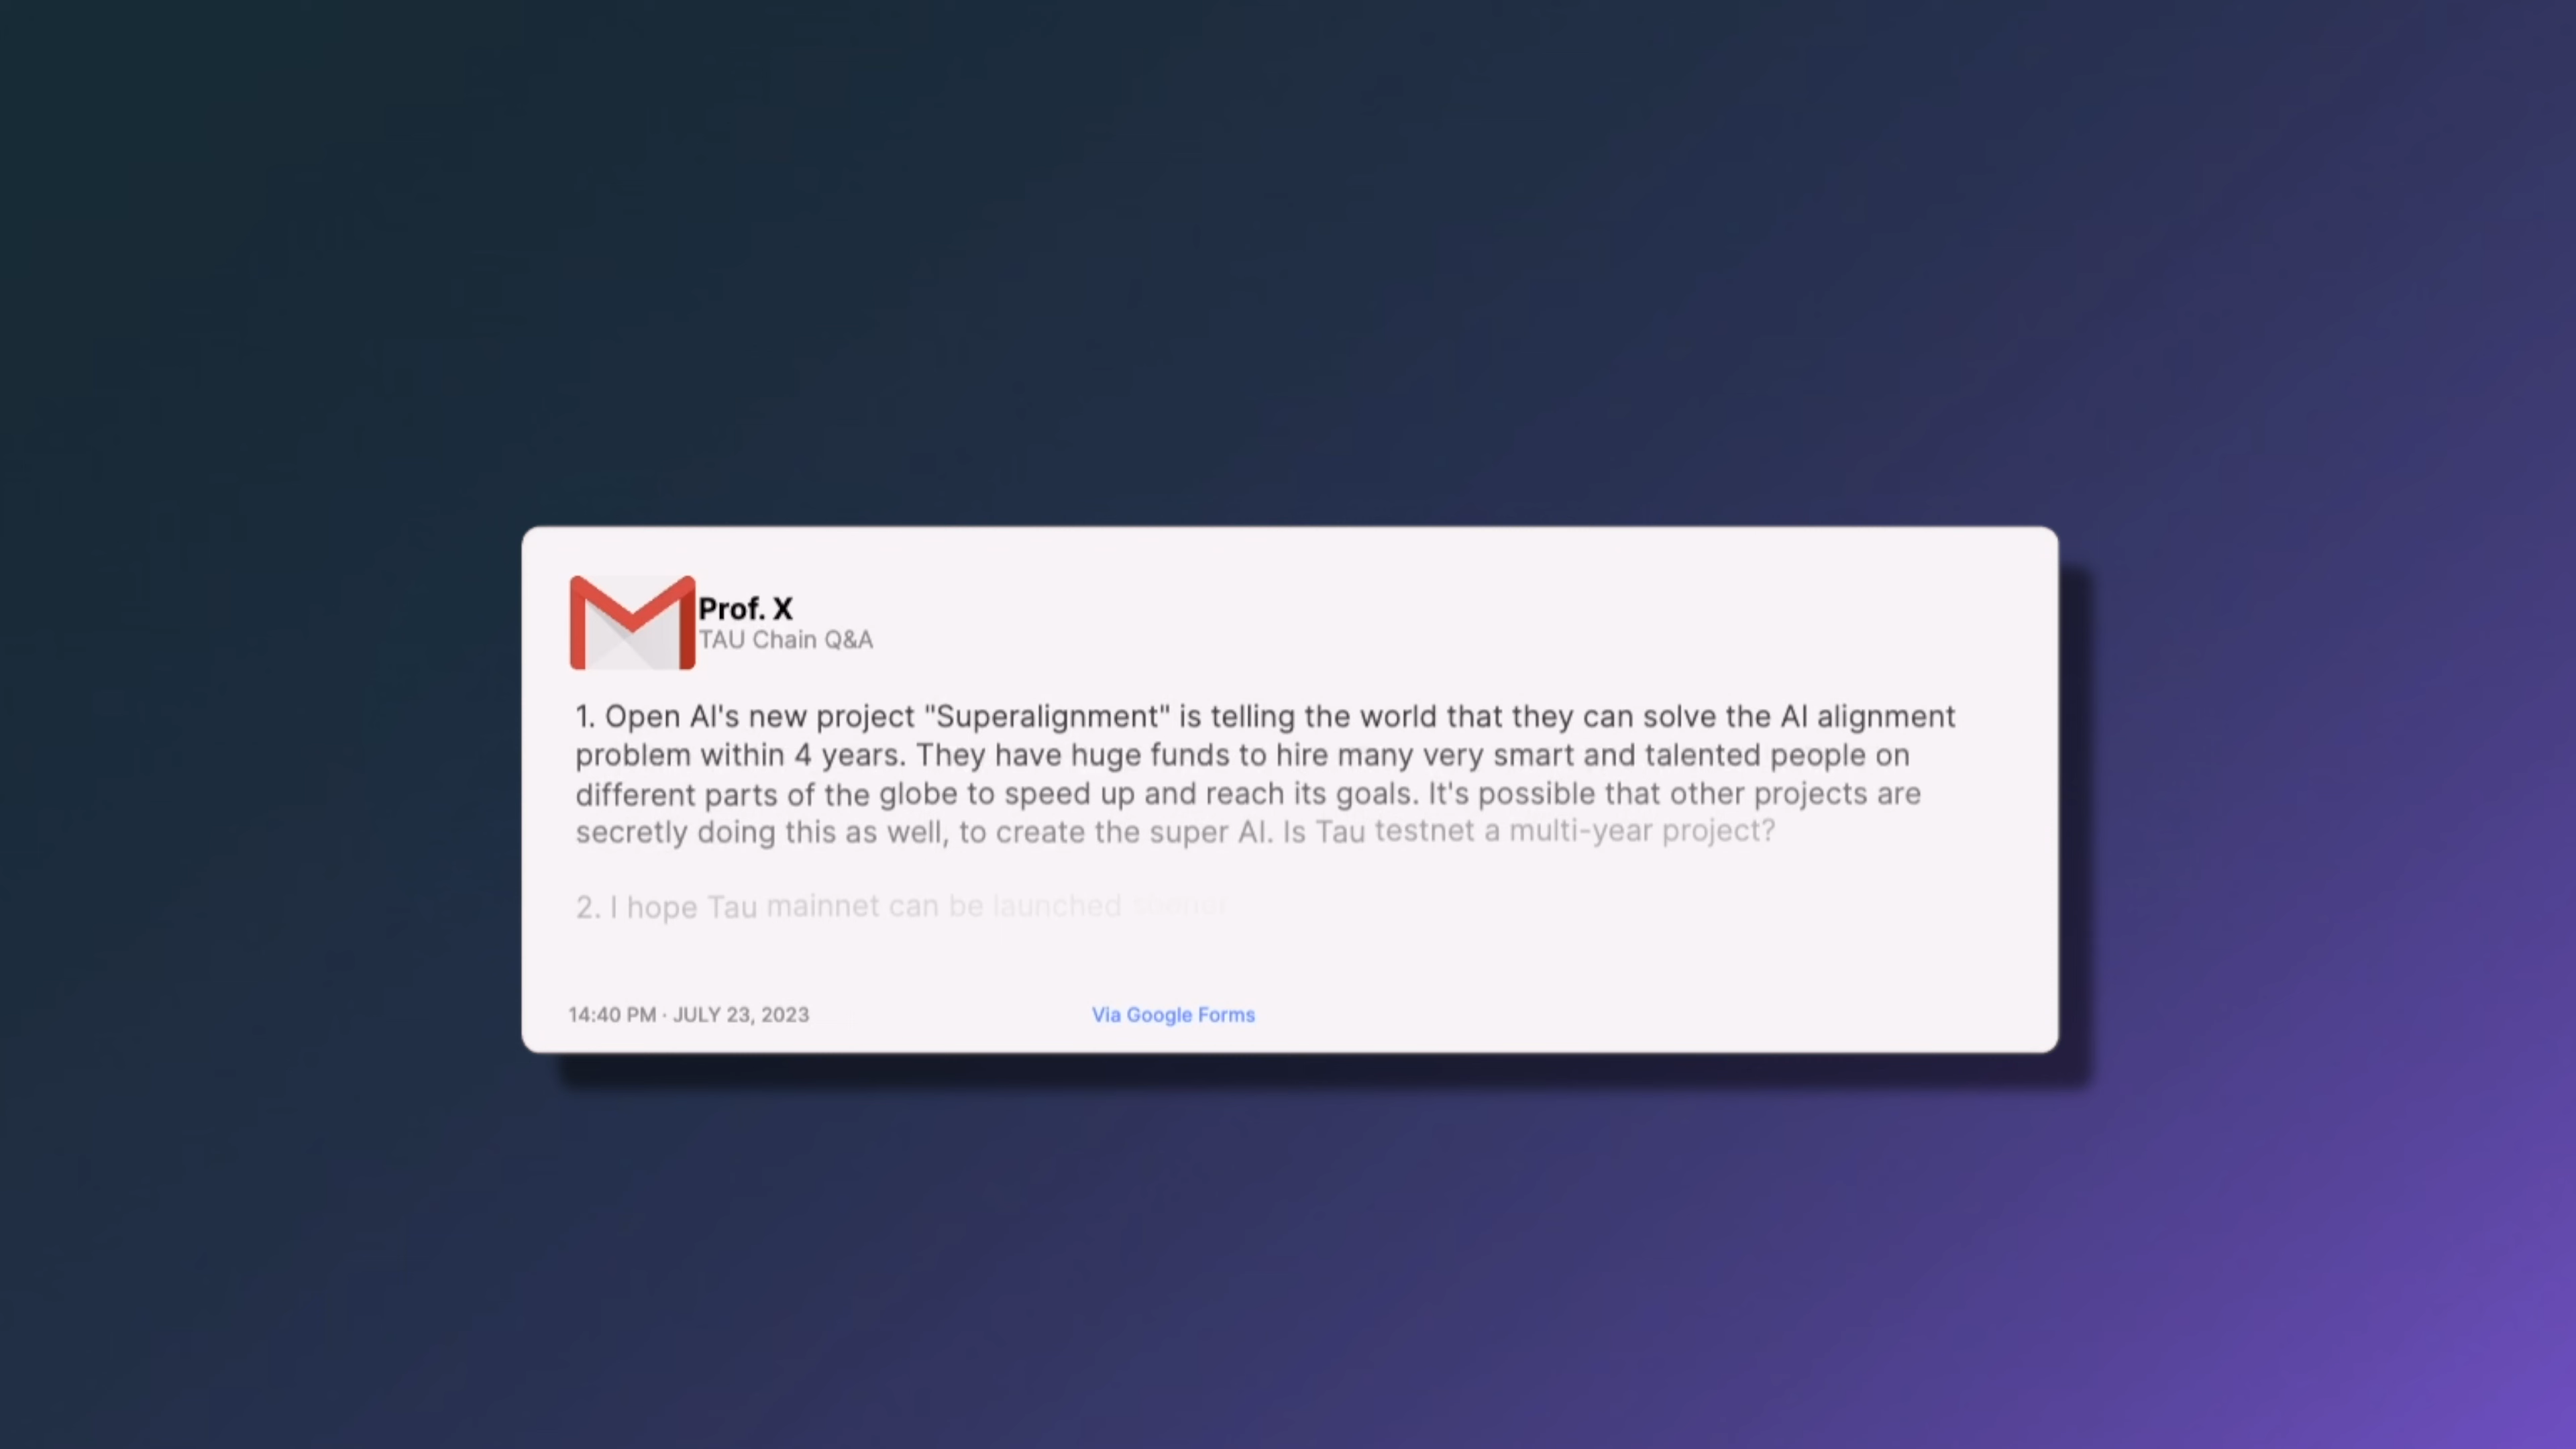 Prof. X
TAU Chain Q&A
1. Open AI's new project "Superalignment" is telling the world that they can solve the AI alignment
problem within 4 years. They have huge funds to hire many very smart and talented people on
different parts of the globe to speed up and reach its goals. It's possible that other projects are
secretly doing this as well, to create the super AI. Is Tau testnet a multi-year project?
2. I hope Tau mainnet can be launched
14:40 PM · JULY 23, 2023
Via Google Forms